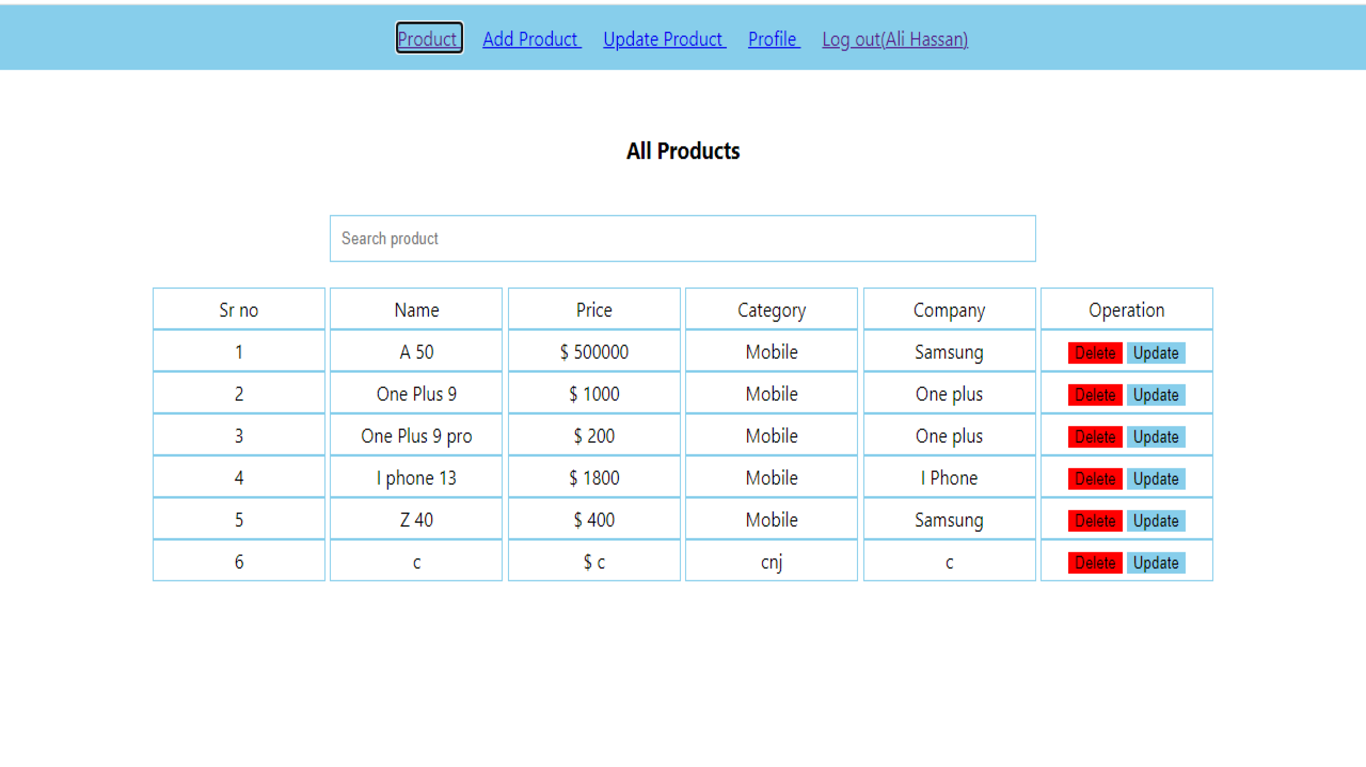 Product Add Product Update Product Profile Log out(Ali Hassan)
All Products
Search product
Sr no Name Price Category Company Operation
1 A 50 $ 500000 Mobile Samsung Delete Update
2 One Plus 9 $ 1000 Mobile One plus Delete Update
3 One Plus 9 pro $ 200 Mobile One plus Delete Update
4 I phone 13 $ 1800 Mobile I Phone Delete Update
5 Z 40 $ 400 Mobile Samsung Delete Update
6 c $ c cnj c Delete Update